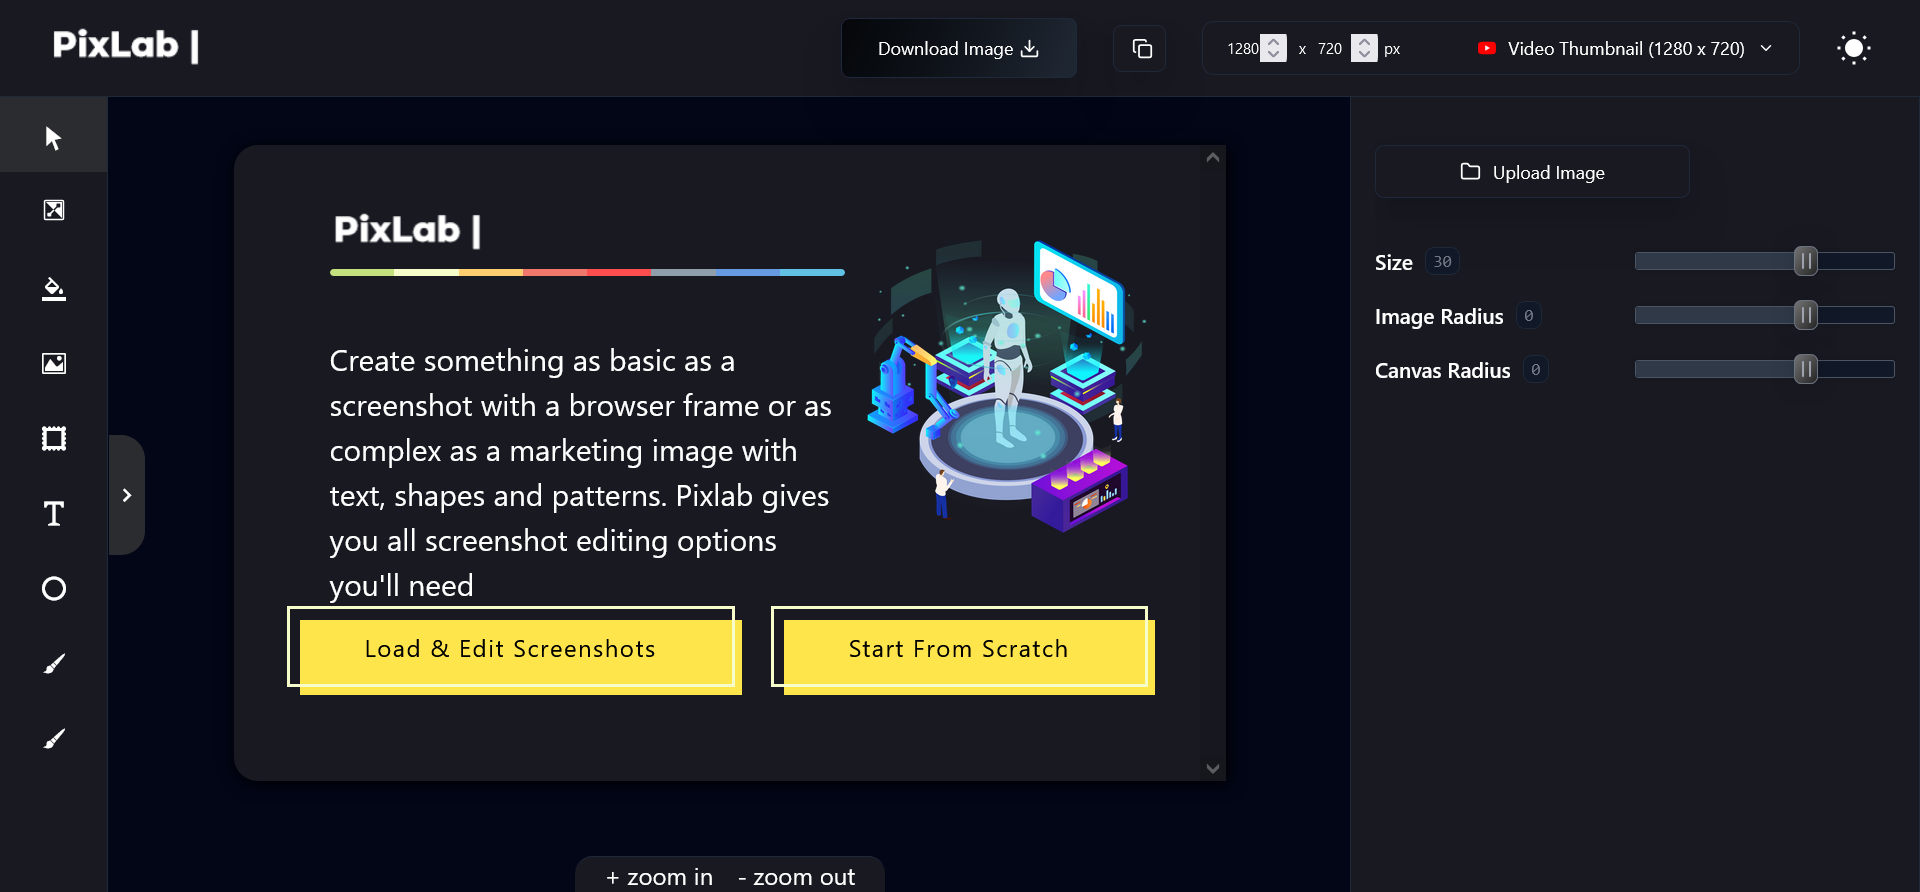 PixLab |
Download Image
1280 x 720 px
Video Thumbnail (1280 x 720)
PixLab |
Create something as basic as a
screenshot with a browser frame or as
complex as a marketing image with
text, shapes and patterns. Pixlab gives
you all screenshot editing options
you'll need
Load & Edit Screenshots
Start From Scratch
+ zoom in - zoom out
Upload Image
Size 30
Image Radius 0
Canvas Radius 0